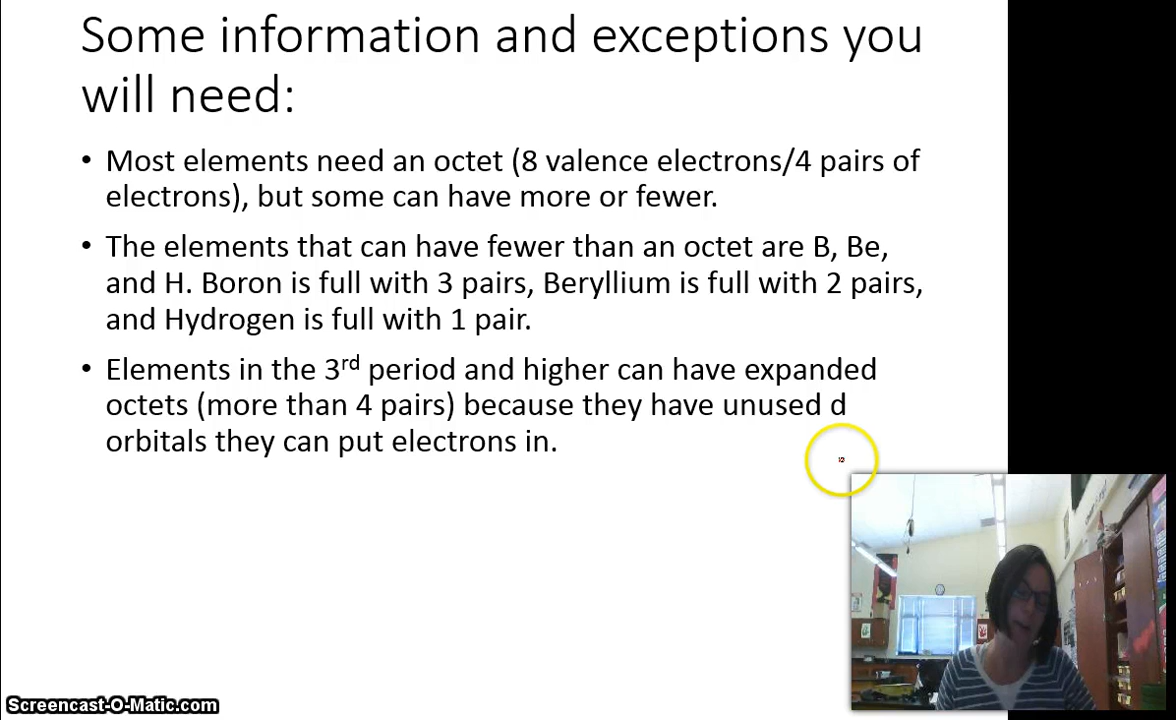 Some information and exceptions you
will need:
• Most elements need an octet (8 valence electrons/4 pairs of
electrons), but some can have more or fewer.
• The elements that can have fewer than an octet are B, Be,
and H. Boron is full with 3 pairs, Beryllium is full with 2 pairs,
and Hydrogen is full with 1 pair.
• Elements in the 3rd period and higher can have expanded
octets (more than 4 pairs) because they have unused d
orbitals they can put electrons in.
Screencast-O-Matic.com